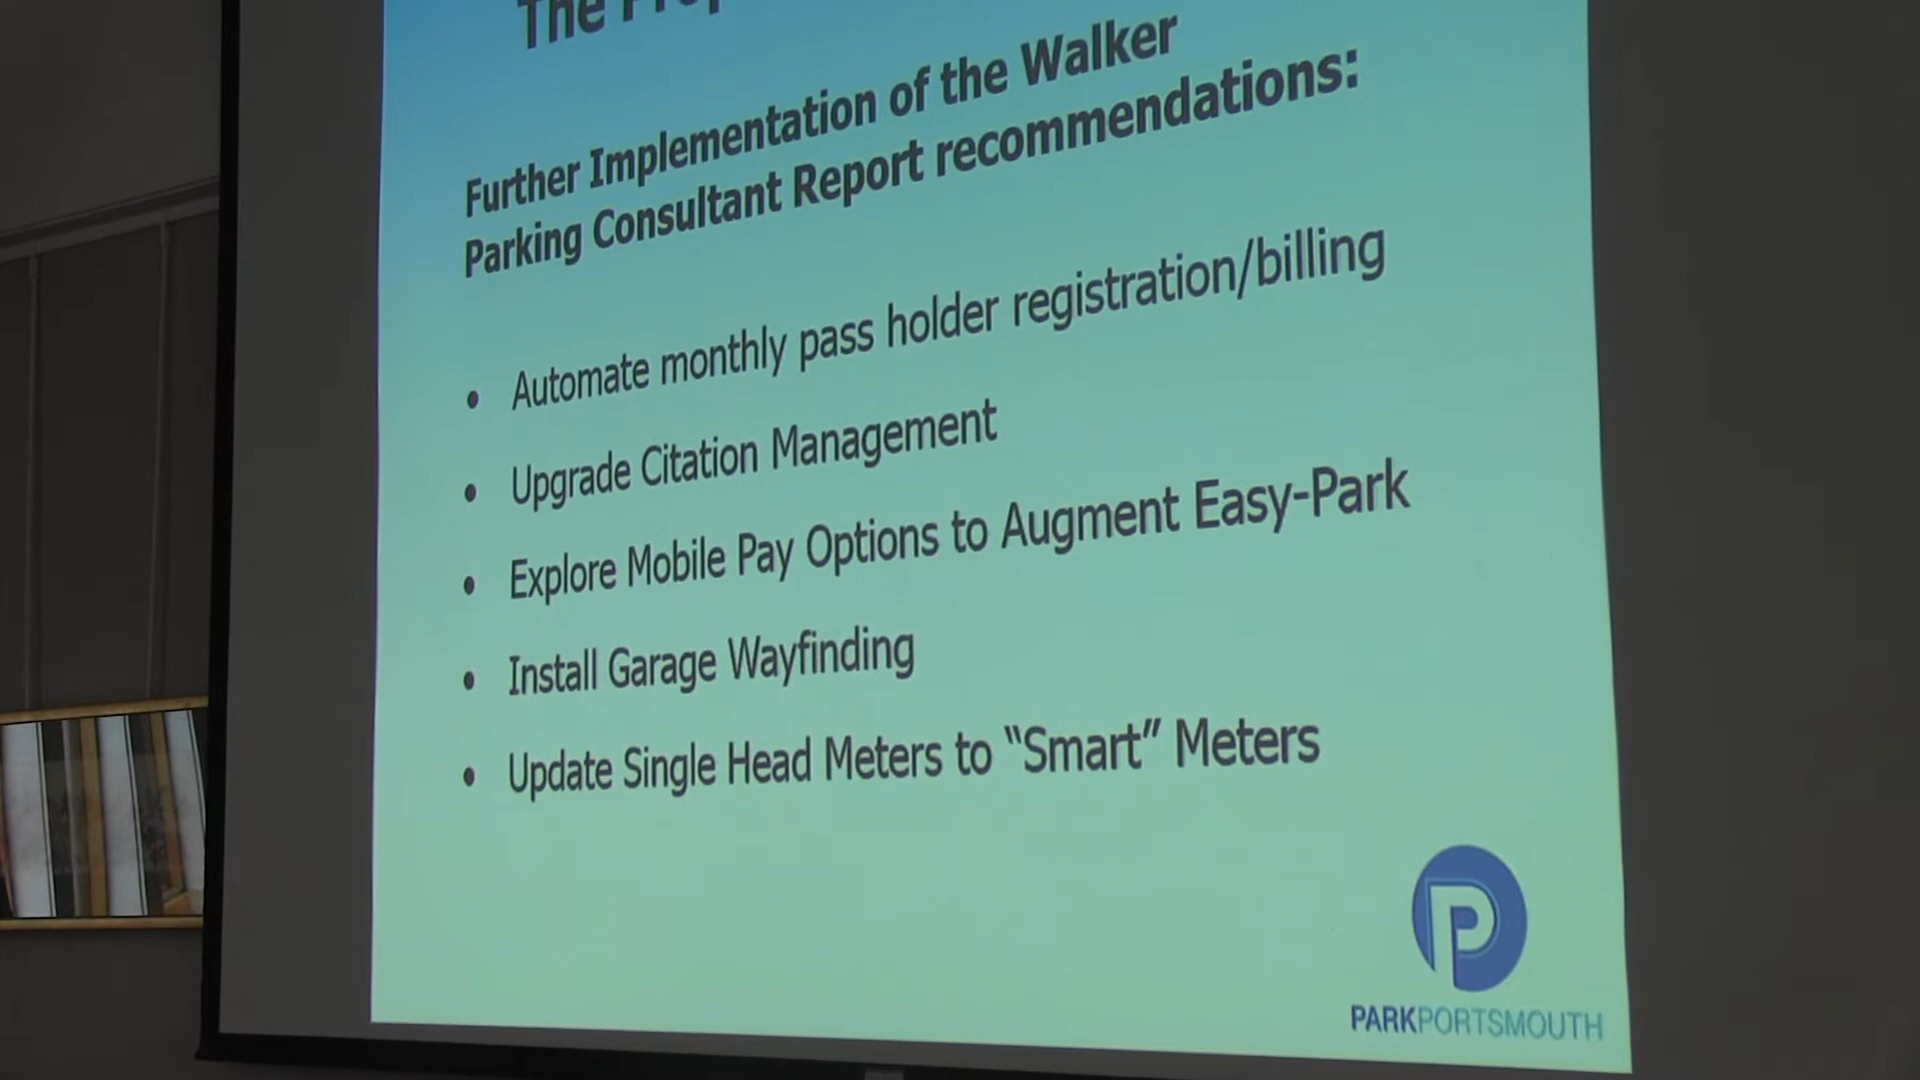 The
Further Implementation of the Walker
Parking Consultant Report recommendations:
• Automate monthly pass holder registration/billing
• Upgrade Citation Management
• Explore Mobile Pay Options to Augment Easy-Park
• Install Garage Wayfinding
• Update Single Head Meters to “Smart” Meters
P
PARKPORTSMOUTH